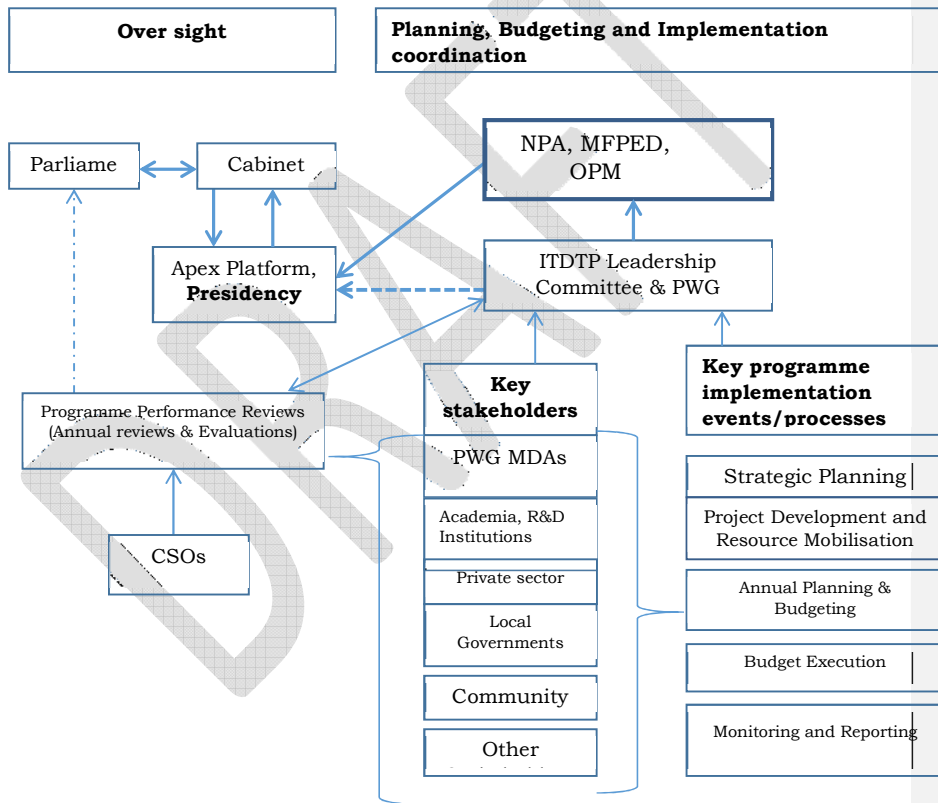 Over sight
Planning, Budgeting and Implementation
coordination
NPA, MFPED,
OPM
Parliame
Cabinet
Apex Platform,
Presidency
ITDTP Leadership
Committee & PWG
Key
stakeholders
Key programme
implementation
events/processes
Programme Performance Reviews
(Annual reviews & Evaluations)
PWG MDAs
Strategic Planning
Academia, R&D
Institutions
Project Development and
Resource Mobilisation
CSOs
Private sector
Annual Planning &
Budgeting
Local
Governments
Budget Execution
Community
Monitoring and Reporting
Other
DRAFT